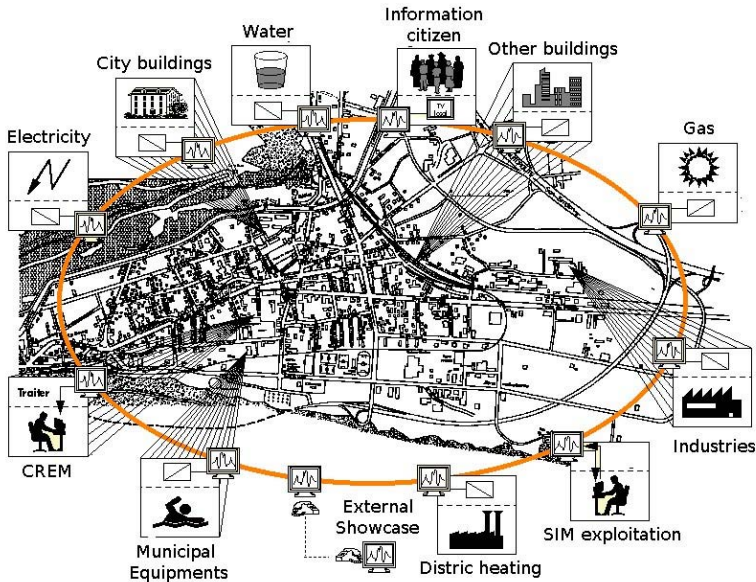 Information
citizen
Water
Other buildings
City buildings
TV
Electricity
Gas
Traiter
CREM
Industries
External
Showcase
SIM exploitation
Municipal
Equipments
Distric heating